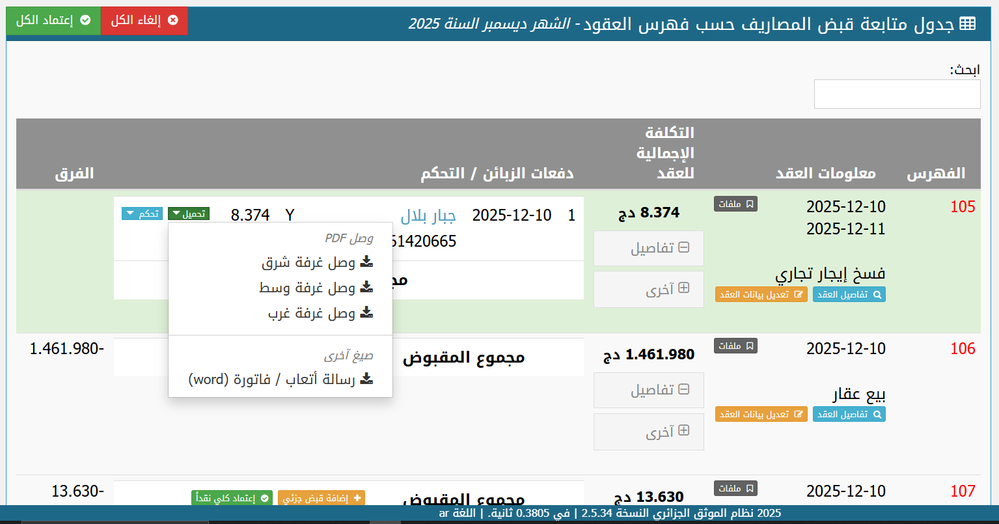 جدول متابعة قبض المصاريف حسب فهرس العقود - الشهر ديسمبر السنة 2025
إلغاء الكل
إعتماد الكل
ابحث:
الفهرس
معلومات العقد
التكلفة
الإجمالية
للعقد
دفعات الزبائن / التحكم
الفرق
105
2025-12-10
2025-12-11
ملفات
فسخ إيجار تجاري
تفاصيل العقد
تعديل بيانات العقد
8.374 دج
تفاصيل
آخرى
1
2025-12-10
جبار بلال
Y
8.374
تحميل
تحكم
وصل PDF
وصل غرفة شرق
وصل غرفة وسط
وصل غرفة غرب
صيغ آخرى
رسالة أتعاب / فاتورة (word)
106
2025-12-10
ملفات
بيع عقار
تفاصيل العقد
تعديل بيانات العقد
1.461.980 دج
تفاصيل
آخرى
مجموع المقبوض
1.461.980-
107
2025-12-10
ملفات
13.630 دج
مجموع المقبوض
إضافة قبض جزئي
إعتماد كلي نقداً
13.630-
2025 نظام الموثق الجزائري النسخة 2.5.34 | في 0.3805 ثانية. | اللغة ar